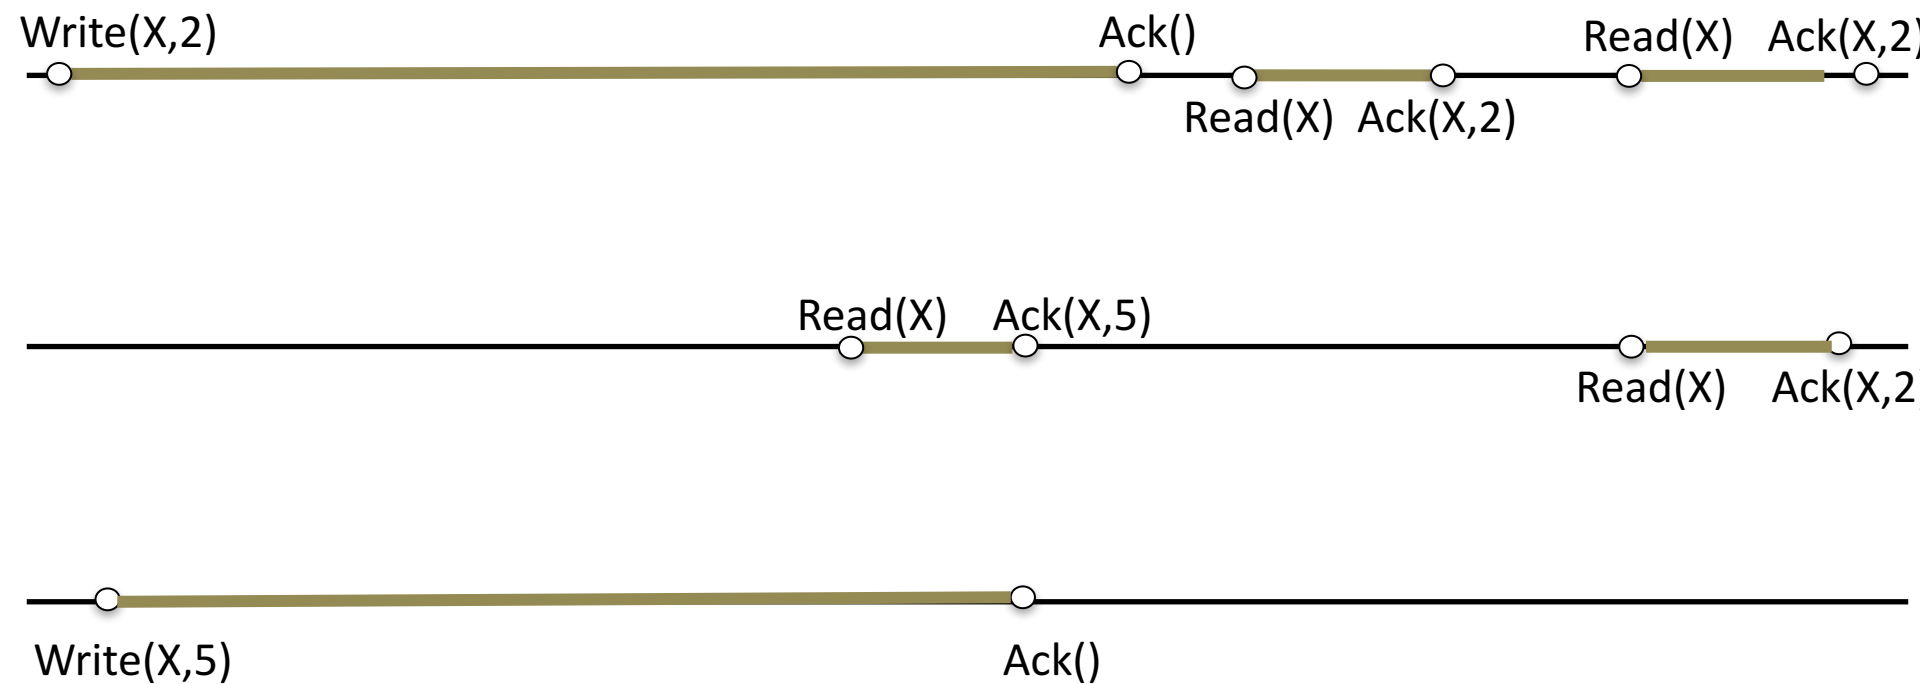 Write(X,2)
Ack()
Read(X)
Ack(X,2)
Read(X)
Ack(X,2)
Read(X)
Ack(X,5)
Read(X)
Ack(X,2)
Write(X,5)
Ack()